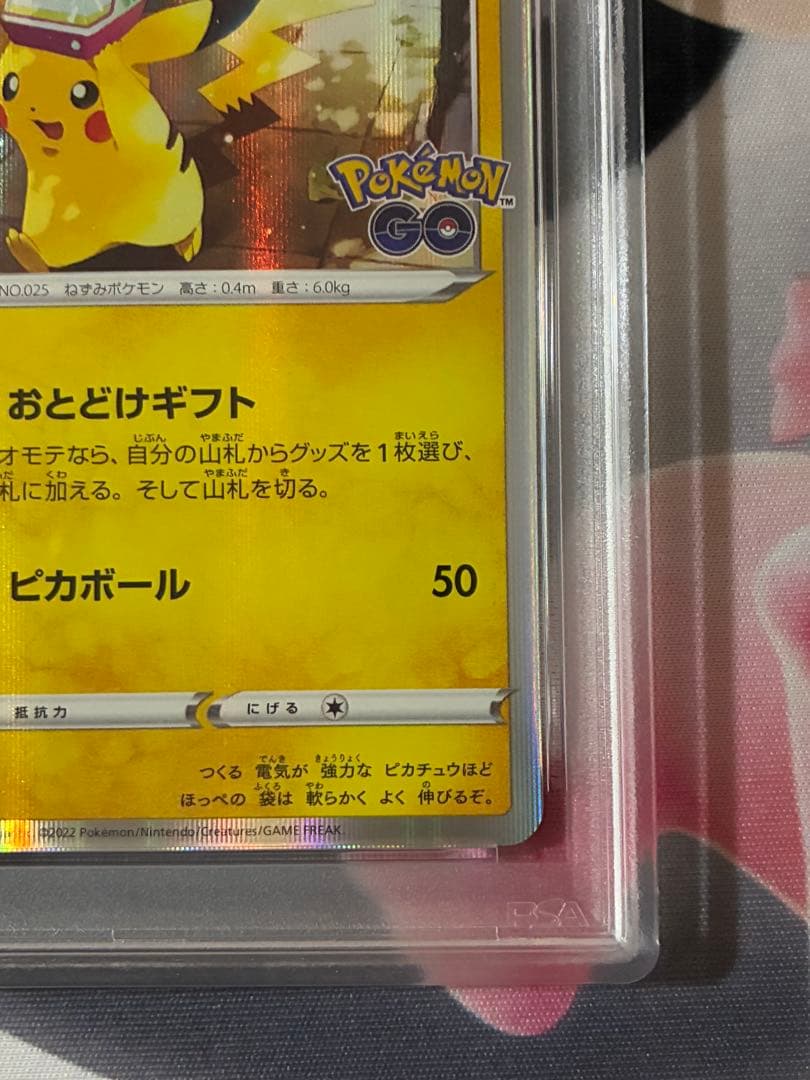 POKéMON™
GO
NO.025 ねずみポケモン 高さ:0.4m 重さ:6.0kg
おとどけギフト
オモテなら、自分の山札からグッズを1枚選び、
札に加える。そして山札を切る。
ピカボール 50
抵抗力 にげる
つくる 電気が 強力な ピカチュウほど
ほっぺの 袋は 軟らかく よく 伸びるぞ。
©2022 Pokémon/Nintendo/Creatures/GAME FREAK.
PSA